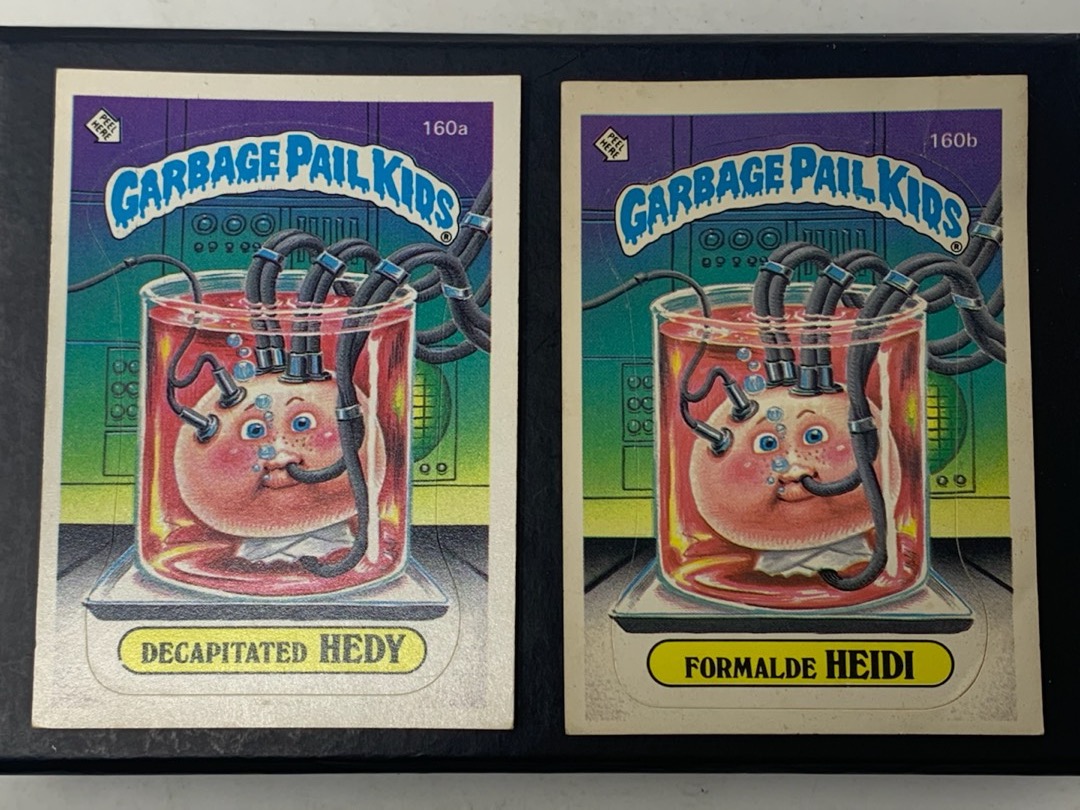 PEEL
HERE
160a
GARBAGE PAIL KIDS®
DECAPITATED HEDY
PEEL
HERE
160b
GARBAGE PAIL KIDS®
FORMALDE HEIDI